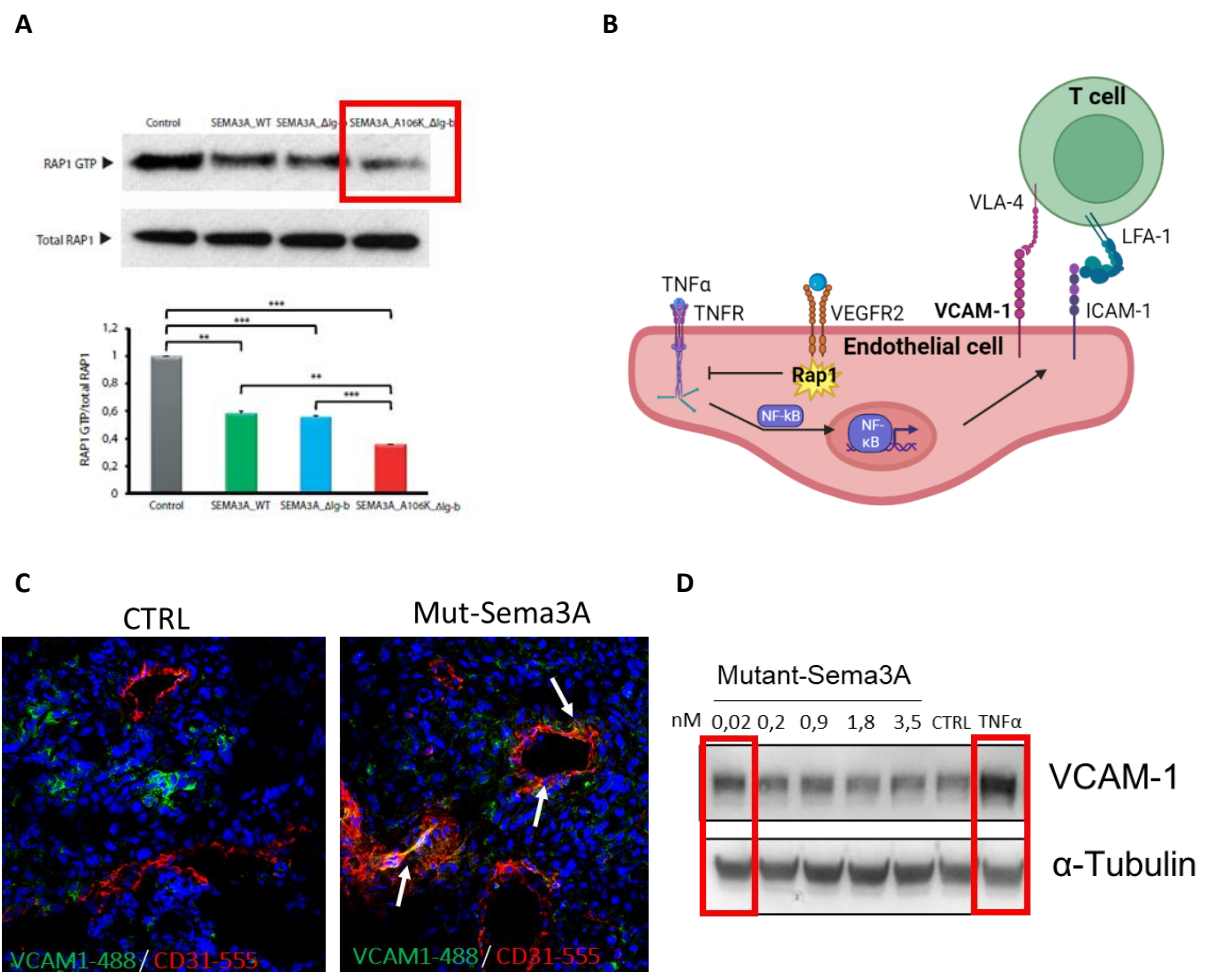 A
Control SEMA3A_WT SEMA3A_ΔIg-b SEMA3A_A106K_ΔIg-b
RAP1 GTP
Total RAP1
***
***
**
**
***
RAP1 GTP/total RAP1
1,2
1
0,8
0,6
0,4
0,2
0
Control SEMA3A_WT SEMA3A_ΔIg-b SEMA3A_A106K_ΔIg-b
B
T cell
VLA-4
LFA-1
TNFα
TNFR
VEGFR2
VCAM-1
ICAM-1
Endothelial cell
Rap1
NF-kB
NF-
κB
C
CTRL
Mut-Sema3A
VCAM1-488/CD31-555
VCAM1-488/CD31-555
D
Mutant-Sema3A
nM 0,02 0,2 0,9 1,8 3,5 CTRL TNFα
VCAM-1
α-Tubulin